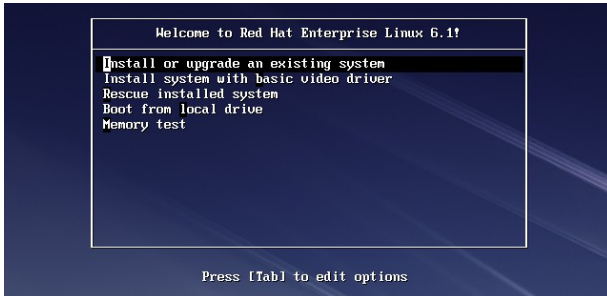 Welcome to Red Hat Enterprise Linux 6.1!
Install or upgrade an existing system
Install system with basic video driver
Rescue installed system
Boot from local drive
Memory test
Press [Tab] to edit options